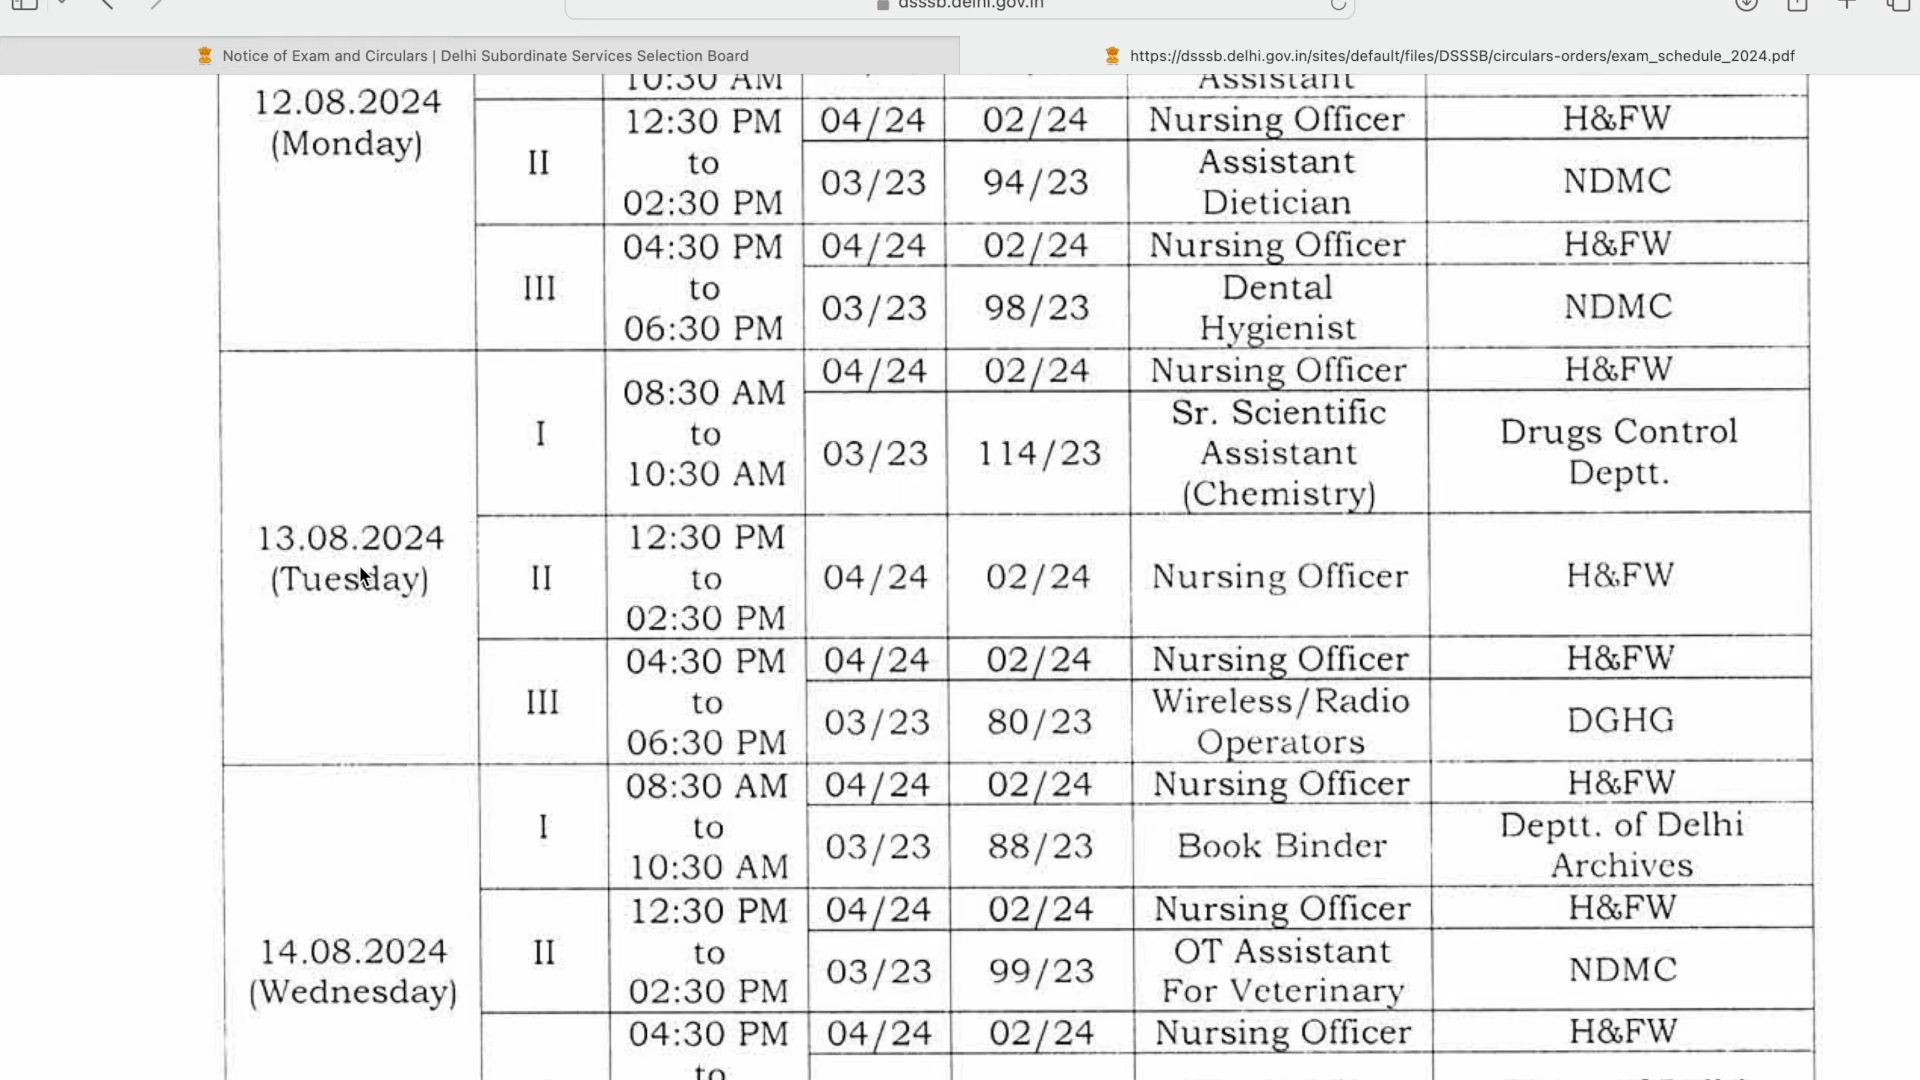 dsssb.delhi.gov.in
Notice of Exam and Circulars | Delhi Subordinate Services Selection Board
https://dsssb.delhi.gov.in/sites/default/files/DSSSB/circulars-orders/exam_schedule_2024.pdf
12.08.2024
(Monday)
10:30 AM
Assistant
II
12:30 PM
to
02:30 PM
04/24 02/24 Nursing Officer H&FW
03/23 94/23 Assistant
Dietician
NDMC
III
04:30 PM
to
06:30 PM
04/24 02/24 Nursing Officer H&FW
03/23 98/23 Dental
Hygienist
NDMC
13.08.2024
(Tuesday)
I
08:30 AM
to
10:30 AM
04/24 02/24 Nursing Officer H&FW
03/23 114/23 Sr. Scientific
Assistant
(Chemistry)
Drugs Control
Deptt.
II
12:30 PM
to
02:30 PM
04/24 02/24 Nursing Officer H&FW
III
04:30 PM
to
06:30 PM
04/24 02/24 Nursing Officer H&FW
03/23 80/23 Wireless/Radio
Operators
DGHG
14.08.2024
(Wednesday)
I
08:30 AM
to
10:30 AM
04/24 02/24 Nursing Officer H&FW
03/23 88/23 Book Binder Deptt. of Delhi
Archives
II
12:30 PM
to
02:30 PM
04/24 02/24 Nursing Officer H&FW
03/23 99/23 OT Assistant
For Veterinary
NDMC
04:30 PM
to
04/24 02/24 Nursing Officer H&FW